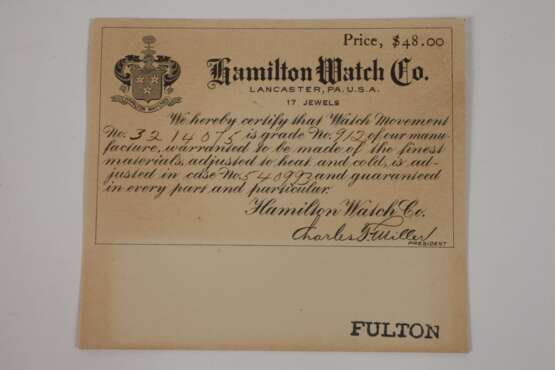 Price, $48.00
Hamilton Watch Co.
LANCASTER, PA. U.S.A.
17 JEWELS
We hereby certify that Watch Movement
No. 3214075 is grade No. 912 of our manu-
facture, warranted to be made of the finest
materials, adjusted to heat and cold, is ad-
justed in case No. 540993 and guaranteed
in every part and particular.
Hamilton Watch Co.
Charles F. Miller
PRESIDENT
FULTON